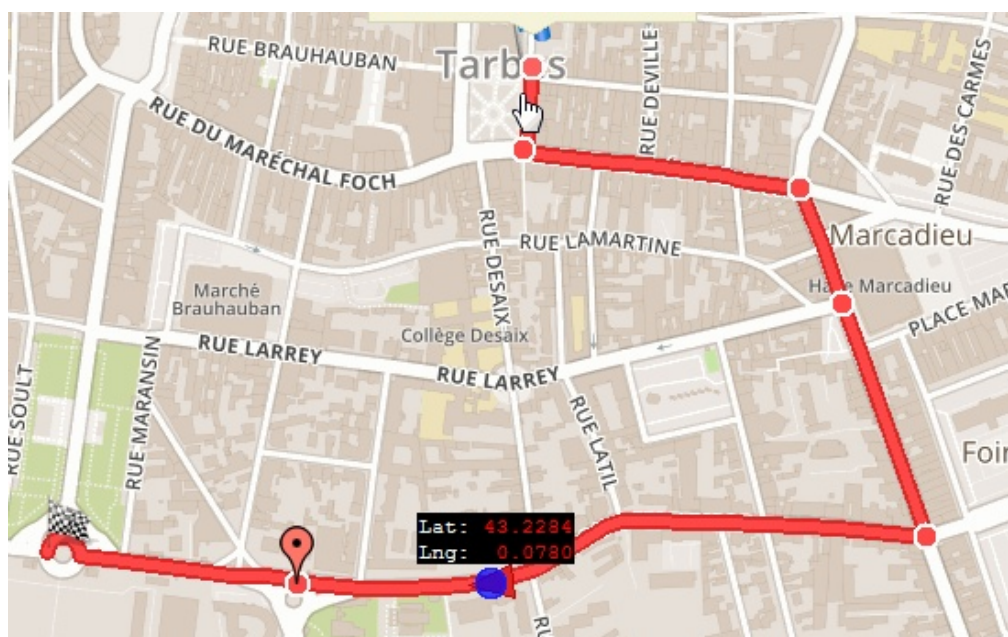 RUE BRAUHAUBAN
Tarbes
RUE DEVILLE
RUE DES CARMES
RUE DU MARÉCHAL FOCH
RUE DESAIX
RUE LAMARTINE
Marcadieu
Halle Marcadieu
PLACE MAR
Marché
Brauhauban
Collège Desaix
RUE LARREY
RUE LARREY
RUE SOULT
RUE MARANSIN
RUE LATIL
Foir
Lat: 43.2284
Lng: 0.0780
RU